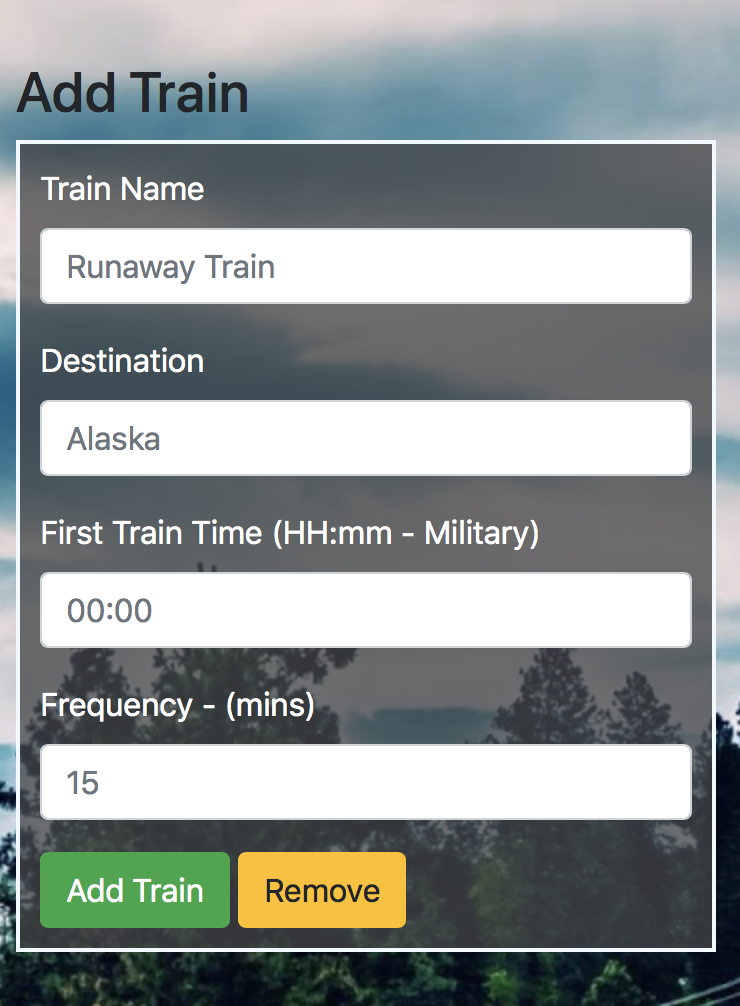 Add Train
Train Name
Runaway Train
Destination
Alaska
First Train Time (HH:mm - Military)
00:00
Frequency - (mins)
15
Add Train Remove